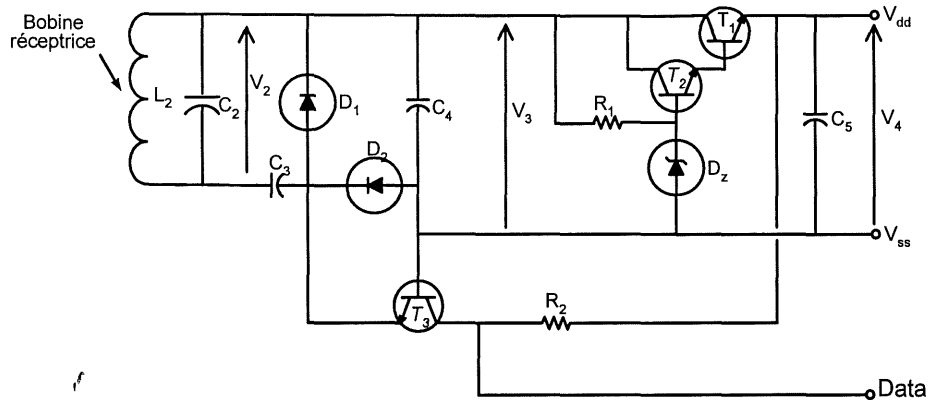 Bobine
réceptrice
L2
C2
V2
D1
C4
V3
R1
T2
T1
Dz
C5
V4
Vdd
C3
D2
Vss
T3
R2
Data